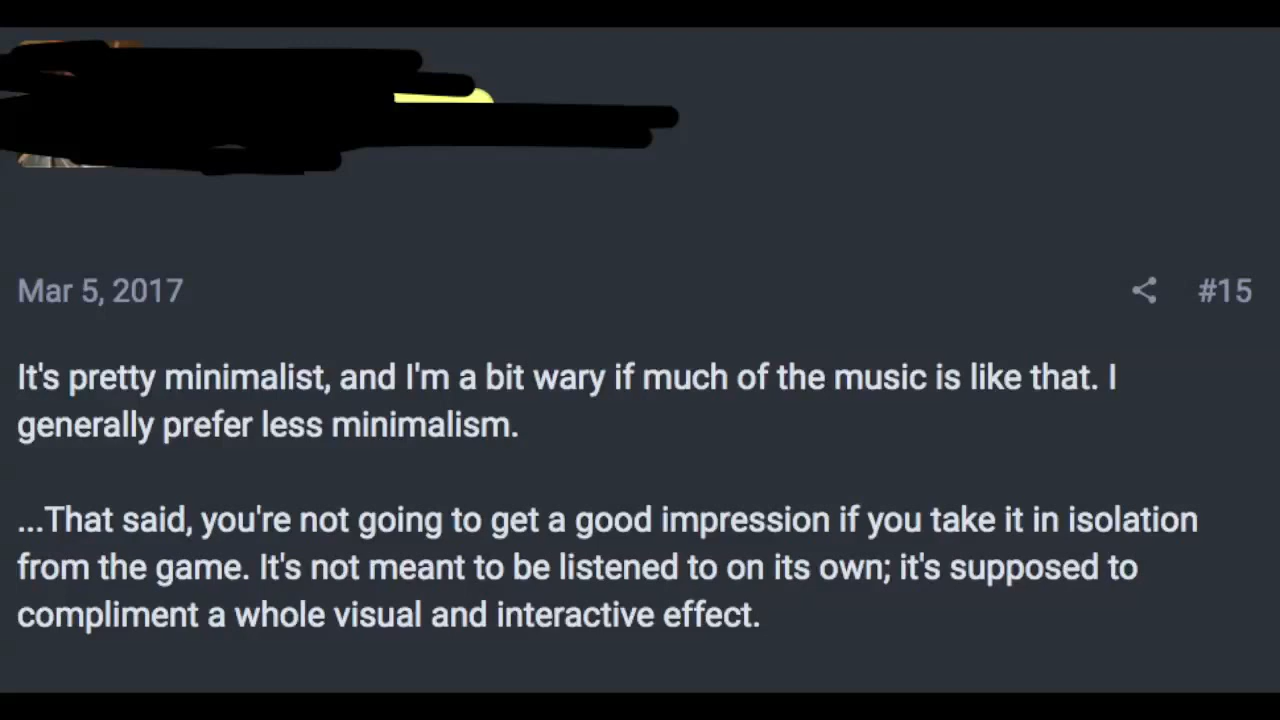 Mar 5, 2017 #15
It's pretty minimalist, and I'm a bit wary if much of the music is like that. I
generally prefer less minimalism.
...That said, you're not going to get a good impression if you take it in isolation
from the game. It's not meant to be listened to on its own; it's supposed to
compliment a whole visual and interactive effect.